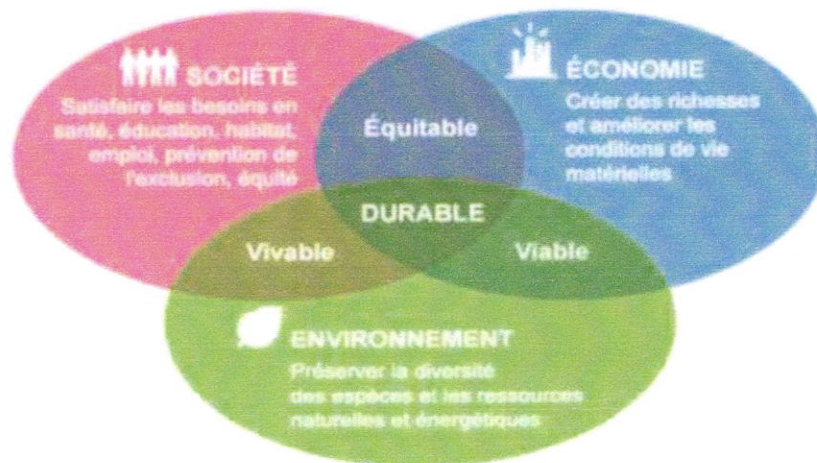 SOCIÉTÉ
Satisfaire les besoins en
santé, éducation, habitat,
emploi, prévention de
l'exclusion, équité
Équitable
ÉCONOMIE
Créer des richesses
et améliorer les
conditions de vie
matérielles
DURABLE
Vivable
Viable
ENVIRONNEMENT
Préserver la diversité
des espèces et les ressources
naturelles et énergétiques